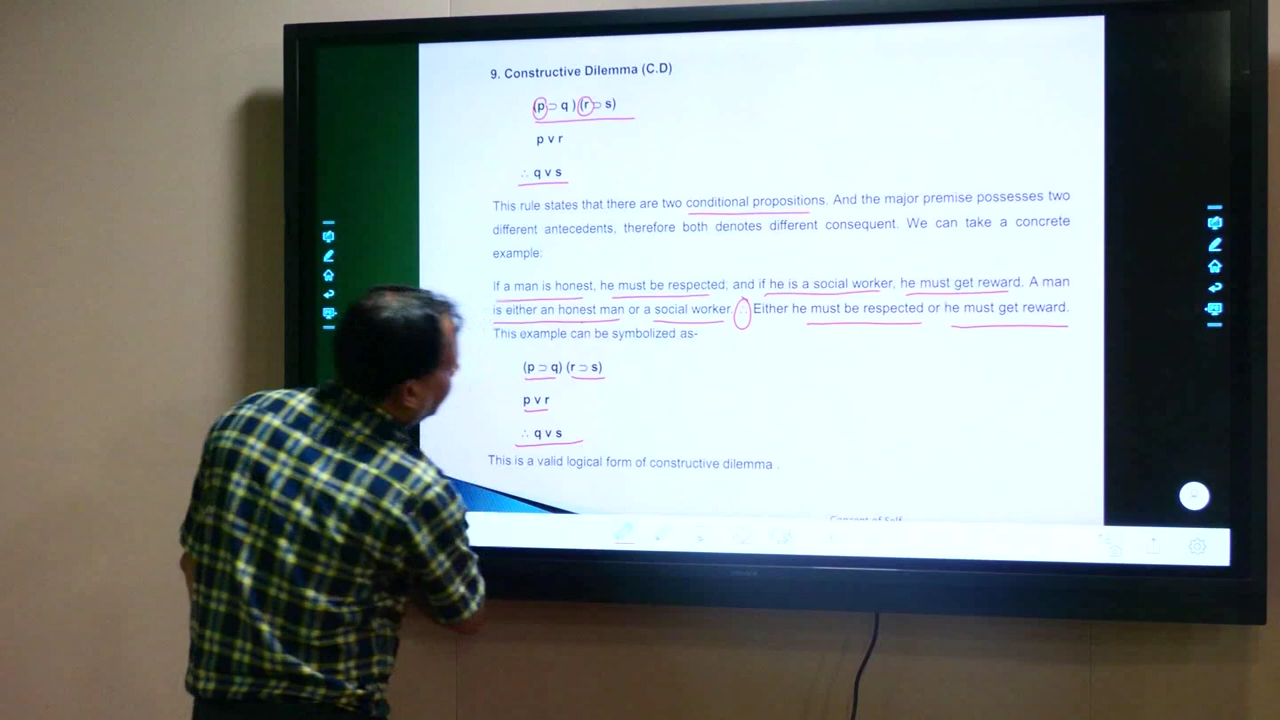 9. Constructive Dilemma (C.D)
(p ⊃ q ) (r ⊃ s)
p v r
∴ q v s
This rule states that there are two conditional propositions. And the major premise possesses two
different antecedents, therefore both denotes different consequent. We can take a concrete
example:
If a man is honest, he must be respected, and if he is a social worker, he must get reward. A man
is either an honest man or a social worker. ∴ Either he must be respected or he must get reward.
This example can be symbolized as-
(p ⊃ q) (r ⊃ s)
p v r
∴ q v s
This is a valid logical form of constructive dilemma .
Concept of Self